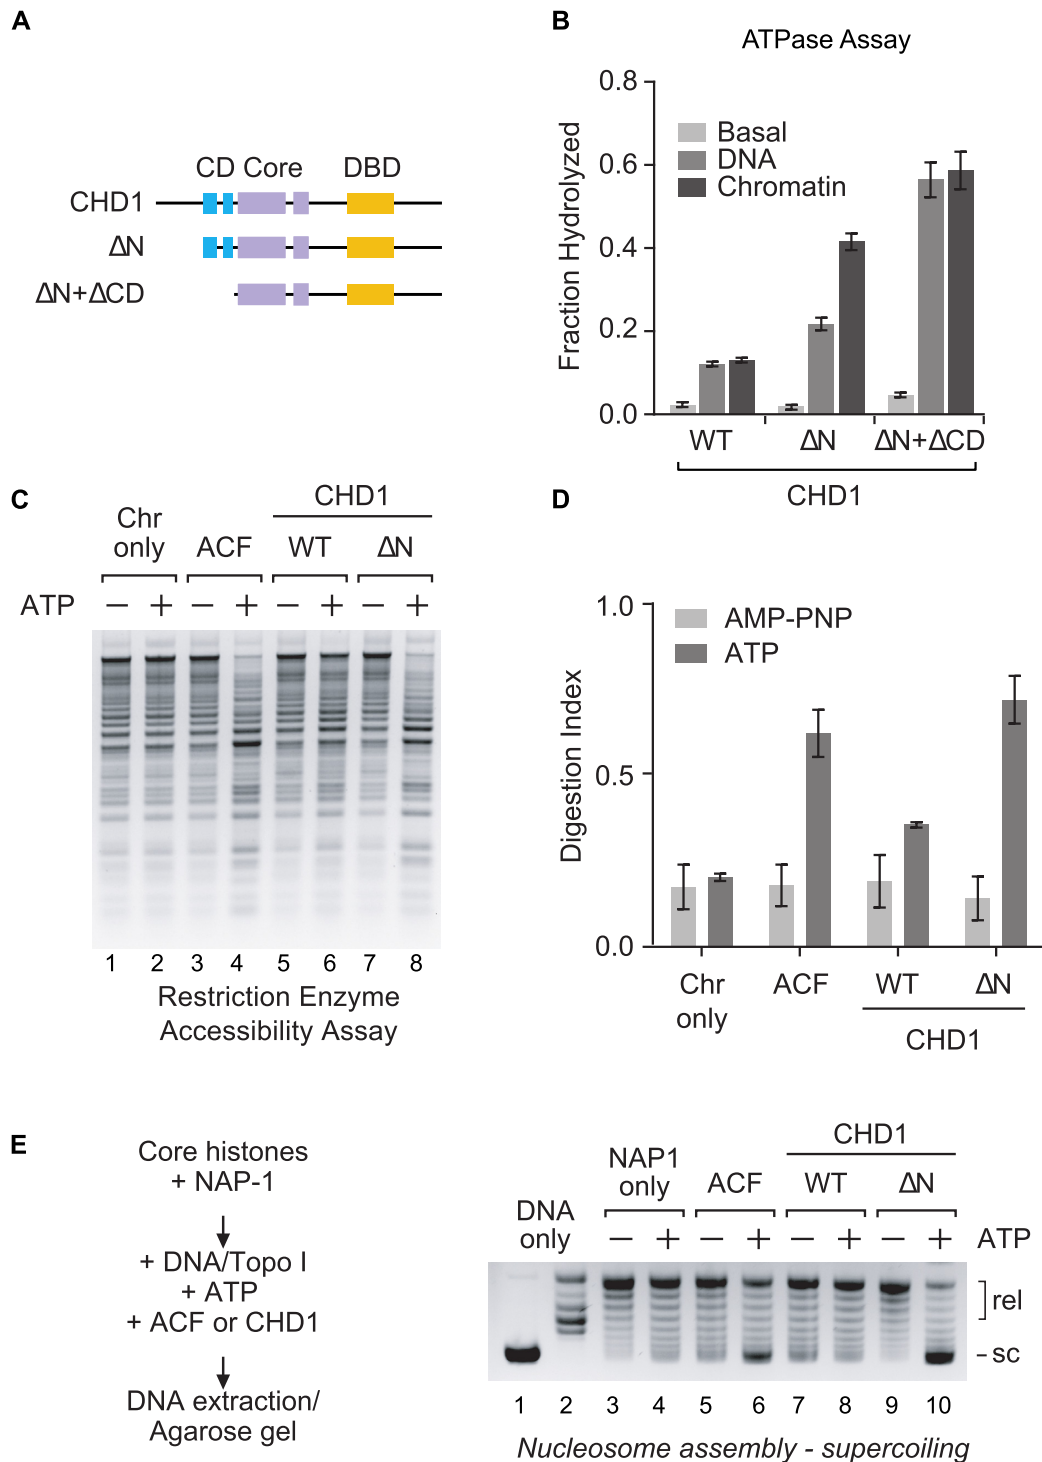 A
CD Core DBD
CHD1
ΔN
ΔN+ΔCD
B
ATPase Assay
Fraction Hydrolyzed
0.8
0.6
0.4
0.2
0.0
Basal
DNA
Chromatin
WT ΔN ΔN+ΔCD
CHD1
C
CHD1
Chr only ACF WT ΔN
ATP − + − + − + − +
1 2 3 4 5 6 7 8
Restriction Enzyme
Accessibility Assay
D
Digestion Index
1.0
0.5
0.0
AMP-PNP
ATP
Chr only ACF WT ΔN
CHD1
E
Core histones
+ NAP-1
+ DNA/Topo I
+ ATP
+ ACF or CHD1
DNA extraction/
Agarose gel
CHD1
DNA only NAP1 only ACF WT ΔN
− + − + − + − + ATP
rel
- sc
1 2 3 4 5 6 7 8 9 10
Nucleosome assembly - supercoiling